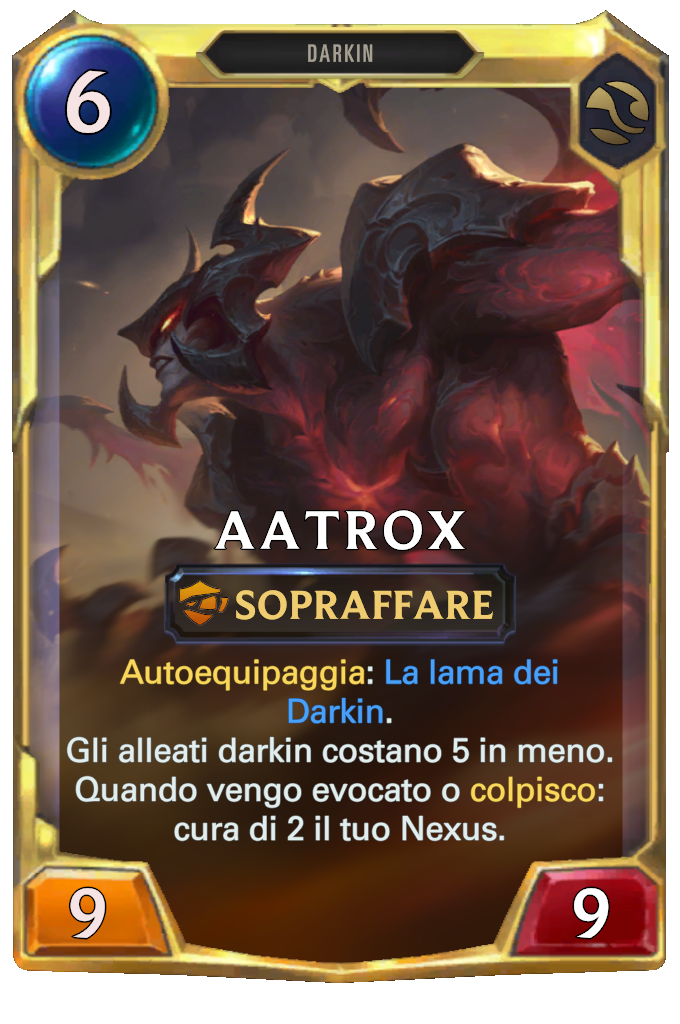 DARKIN
6
AATROX
SOPRAFFARE
Autoequipaggia: La lama dei
Darkin.
Gli alleati darkin costano 5 in meno.
Quando vengo evocato o colpisco:
cura di 2 il tuo Nexus.
9
9